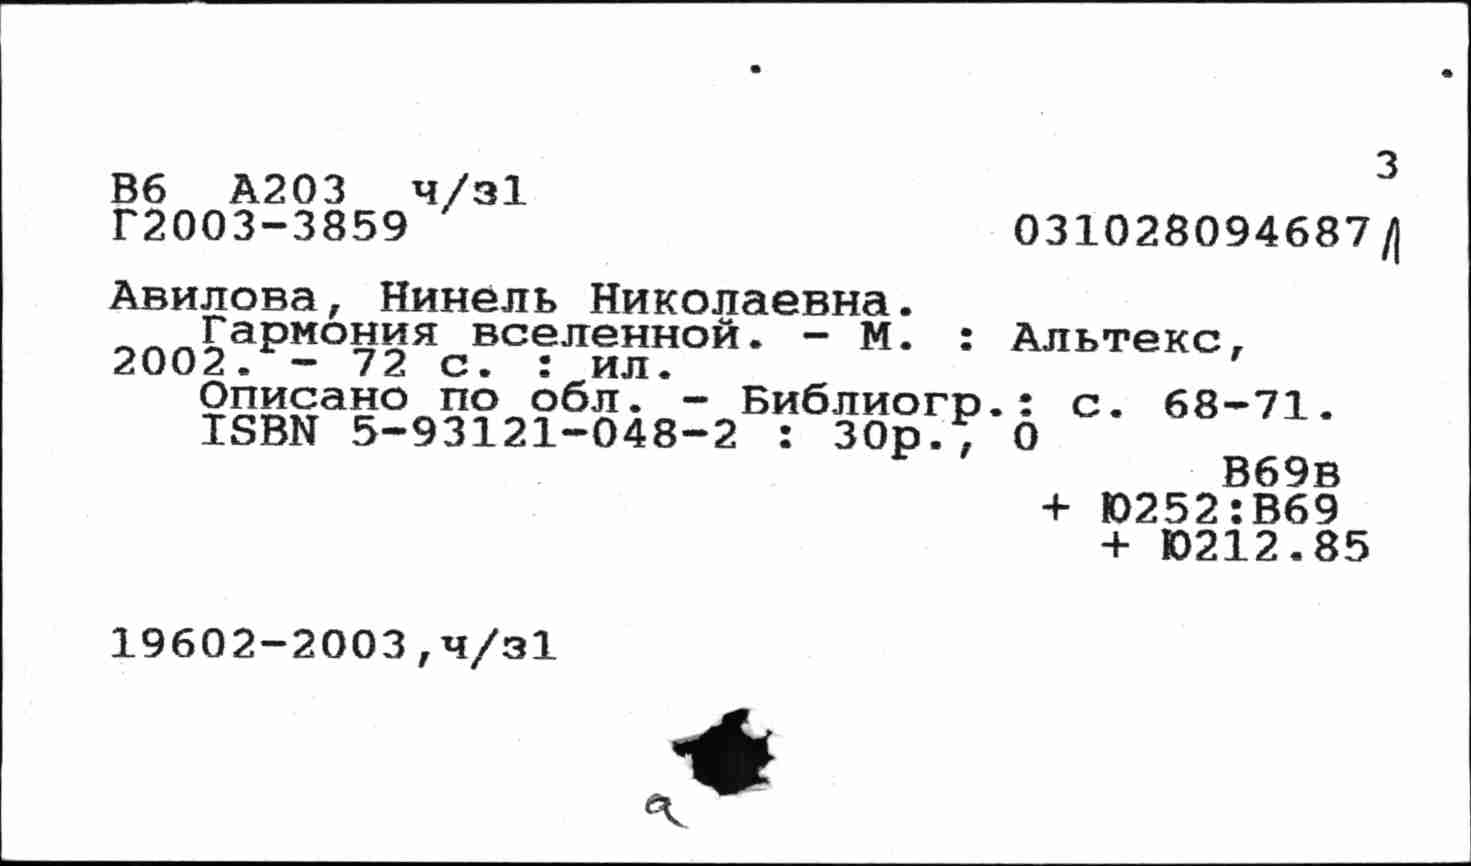 3
В6 А203 ч/з1
Г2003-3859 031028094687Л
Авилова, Нинель Николаевна.
Гармония вселенной. - М. : Альтекс,
2002. - 72 с. : ил.
Описано по обл. - Библиогр.: с. 68-71.
ISBN 5-93121-048-2 : 30р., 0
В69в
+ Ю252:В69
+ Ю212.85
19602-2003,ч/з1
а